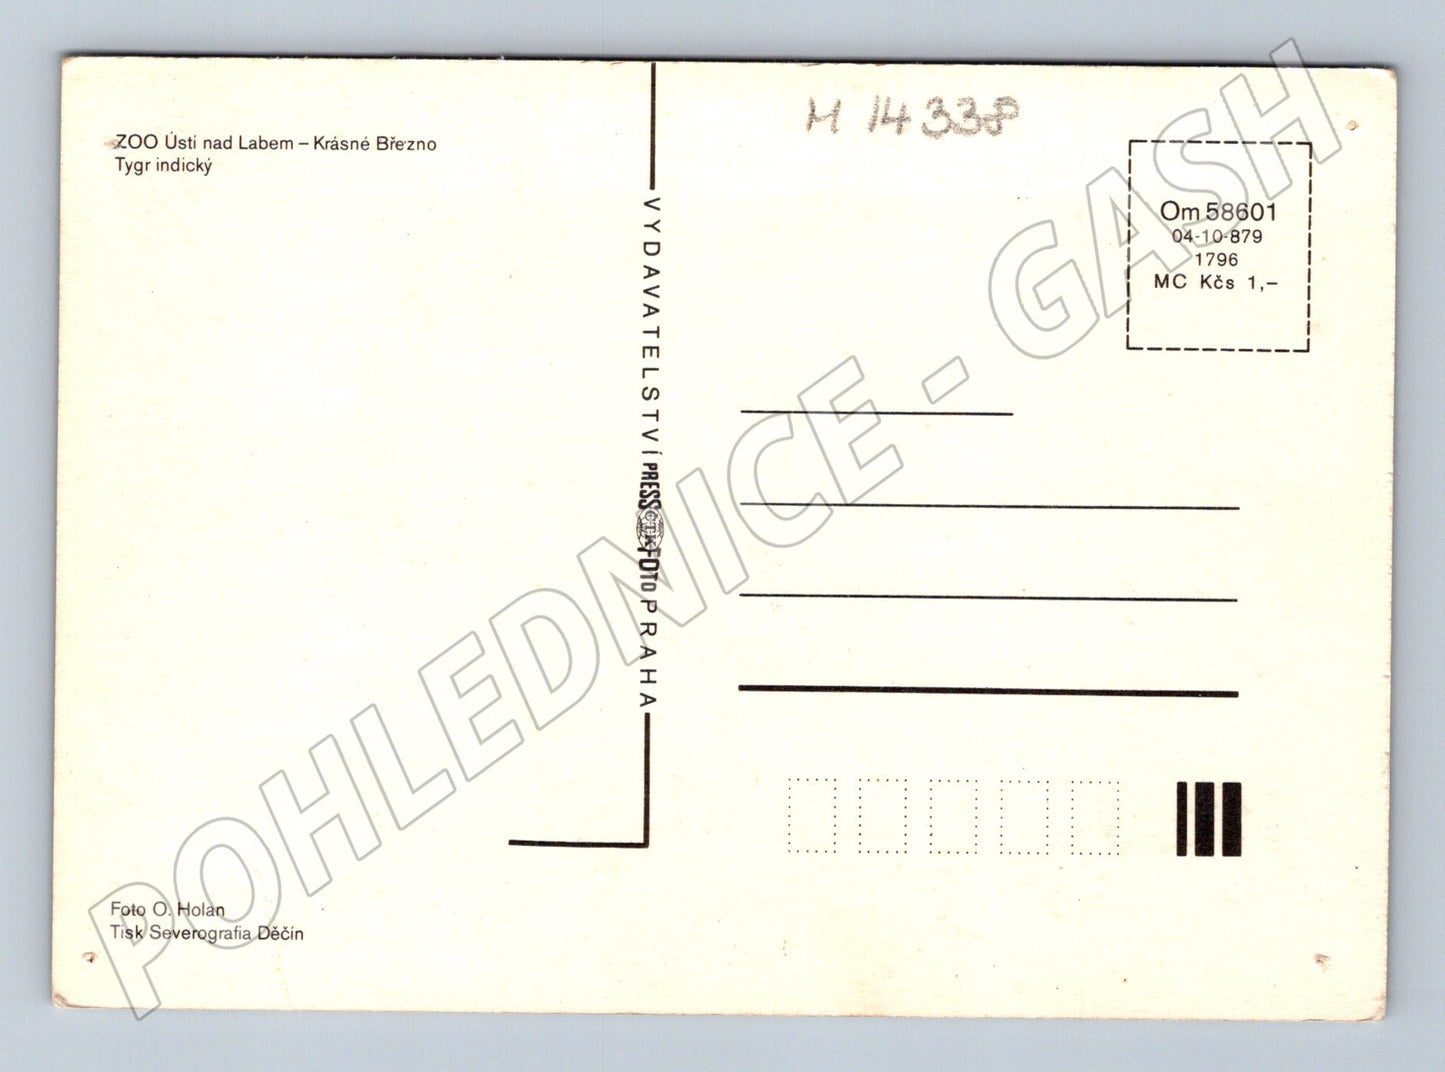 ZOO Ústí nad Labem – Krásné Březno
Tygr indický
M 14338
Om 58601
04-10-879
1796
MC Kčs 1,–
VYDAVATELSTVÍ PRESSFOTO PRAHA
ČTK
Foto O. Holan
Tisk Severografia Děčín
POHLEDNICE - GASH